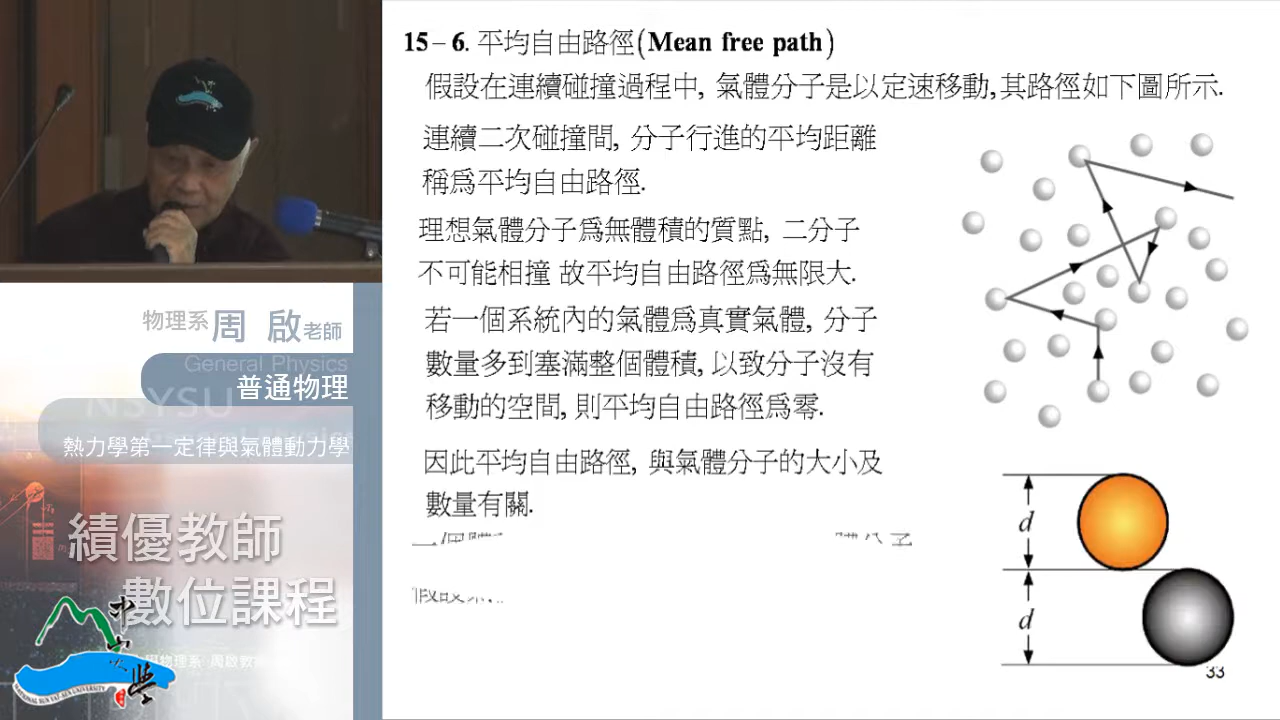 15-6. 平均自由路徑(Mean free path)
假設在連續碰撞過程中, 氣體分子是以定速移動,其路徑如下圖所示.
連續二次碰撞間, 分子行進的平均距離
稱爲平均自由路徑.
理想氣體分子爲無體積的質點, 二分子
不可能相撞 故平均自由路徑爲無限大.
若一個系統內的氣體爲真實氣體, 分子
數量多到塞滿整個體積, 以致分子沒有
移動的空間, 則平均自由路徑爲零.
因此平均自由路徑, 與氣體分子的大小及
數量有關.
d
d
33
物理系 周 啟 老師
General Physics
普通物理
NSYSU
熱力學第一定律與氣體動力學
績優教師
數位課程
中山大學
NATIONAL SUN YAT-SEN UNIVERSITY